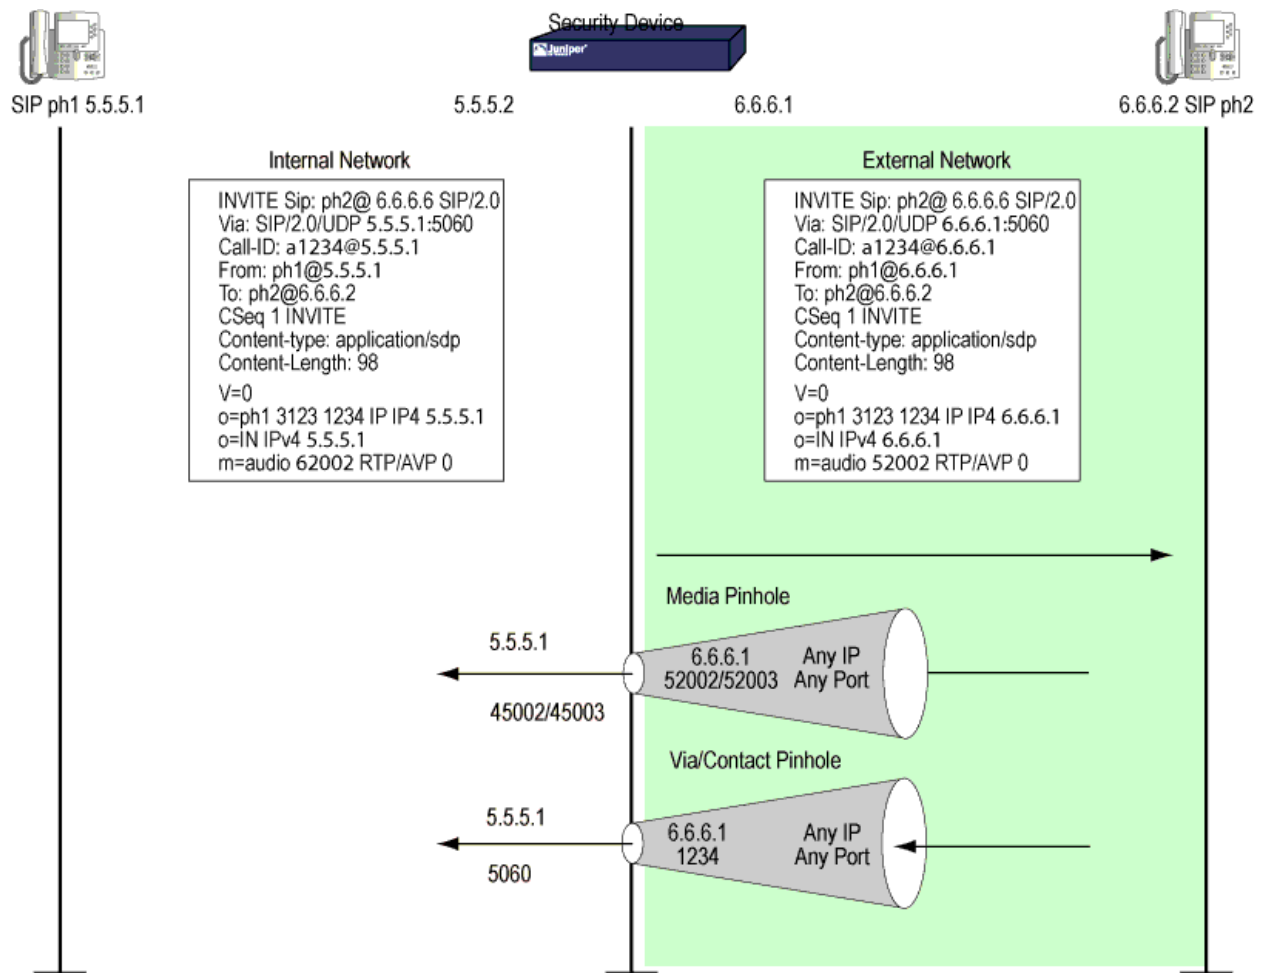 Security Device
Juniper
SIP ph1 5.5.5.1
5.5.5.2
6.6.6.1
6.6.6.2 SIP ph2
Internal Network
INVITE Sip: ph2@ 6.6.6.6 SIP/2.0
Via: SIP/2.0/UDP 5.5.5.1:5060
Call-ID: a1234@5.5.5.1
From: ph1@5.5.5.1
To: ph2@6.6.6.2
CSeq 1 INVITE
Content-type: application/sdp
Content-Length: 98
V=0
o=ph1 3123 1234 IP IP4 5.5.5.1
o=IN IPv4 5.5.5.1
m=audio 62002 RTP/AVP 0
External Network
INVITE Sip: ph2@ 6.6.6.6 SIP/2.0
Via: SIP/2.0/UDP 6.6.6.1:5060
Call-ID: a1234@6.6.6.1
From: ph1@6.6.6.1
To: ph2@6.6.6.2
CSeq 1 INVITE
Content-type: application/sdp
Content-Length: 98
V=0
o=ph1 3123 1234 IP IP4 6.6.6.1
o=IN IPv4 6.6.6.1
m=audio 52002 RTP/AVP 0
Media Pinhole
5.5.5.1
45002/45003
6.6.6.1
52002/52003
Any IP
Any Port
Via/Contact Pinhole
5.5.5.1
5060
6.6.6.1
1234
Any IP
Any Port